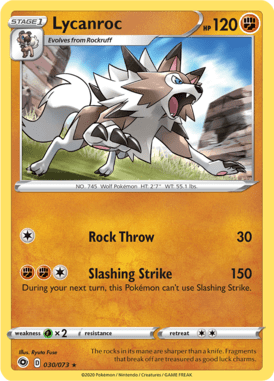 STAGE 1
Lycanroc
HP 120
Evolves from Rockruff
NO. 745 Wolf Pokémon HT: 2'7" WT: 55.1 lbs.
Rock Throw 30
Slashing Strike 150
During your next turn, this Pokémon can't use Slashing Strike.
weakness ×2 resistance retreat
Illus. Ryota Fuse
D 030/073 ★
The rocks in its mane are sharper than a knife. Fragments
that break off are treasured as good luck charms.
©2020 Pokémon / Nintendo / Creatures / GAME FREAK